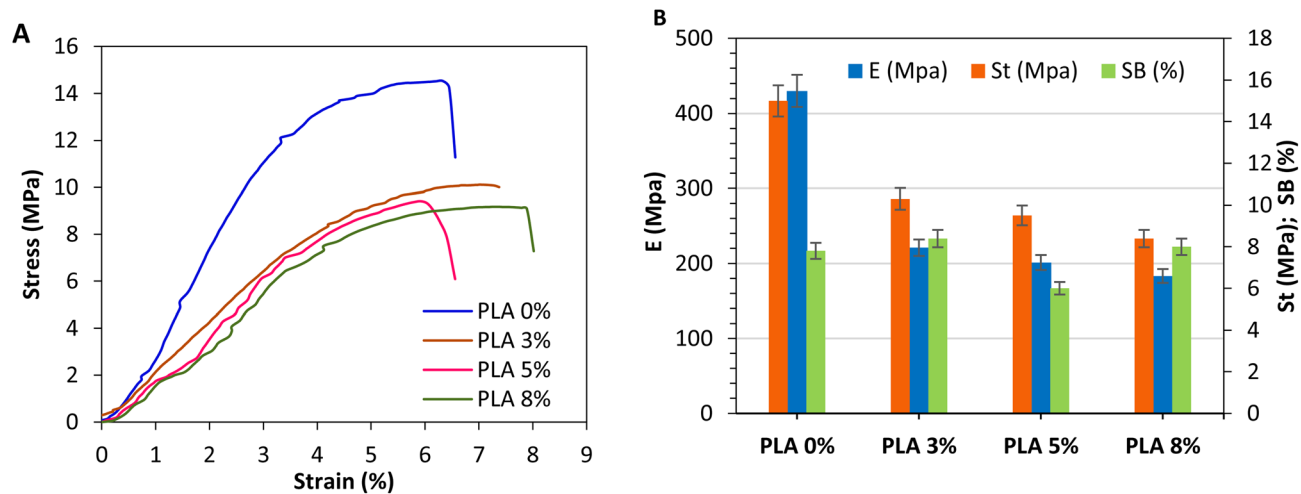 A
Stress (MPa)
16
14
12
10
8
6
4
2
0
0 1 2 3 4 5 6 7 8 9
Strain (%)
PLA 0%
PLA 3%
PLA 5%
PLA 8%
B
E (Mpa)
500
400
300
200
100
0
E (Mpa) St (Mpa) SB (%)
18
16
14
12
10
8
6
4
2
0
St (MPa); SB (%)
PLA 0% PLA 3% PLA 5% PLA 8%